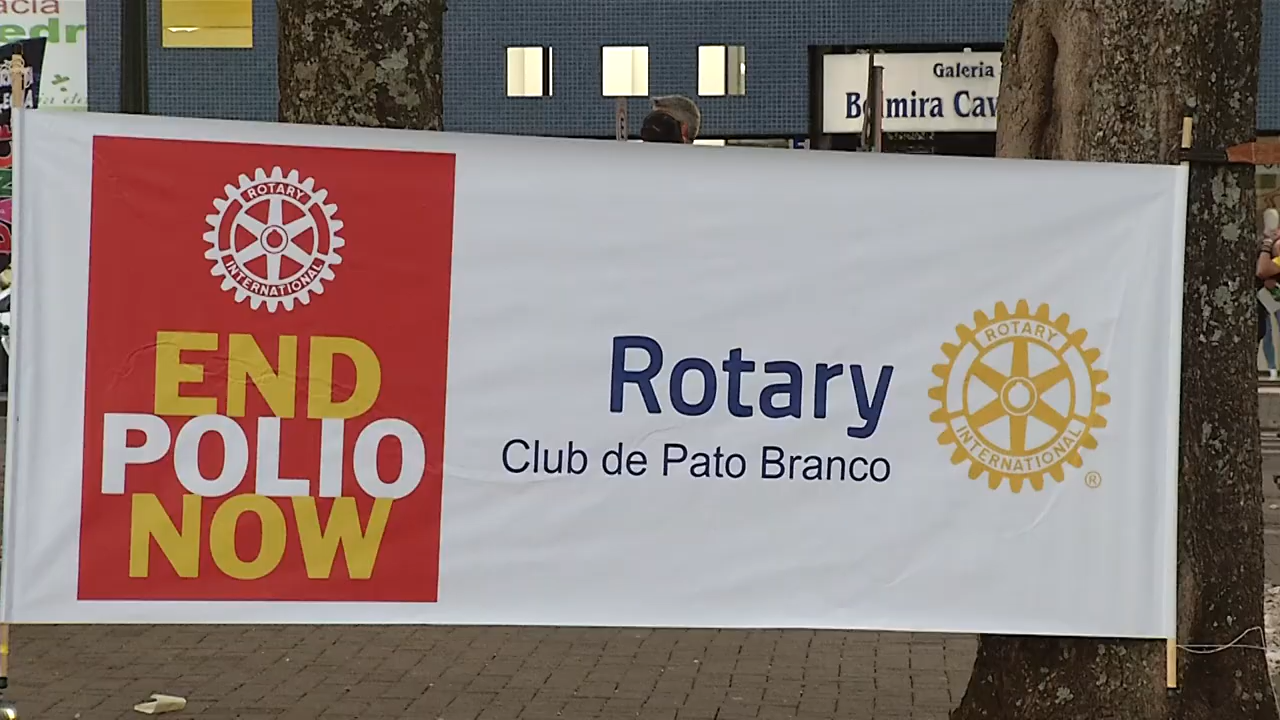 Galeria
ROTARY
INTERNATIONAL
END
POLIO
NOW
Rotary
Club de Pato Branco
ROTARY
INTERNATIONAL
®